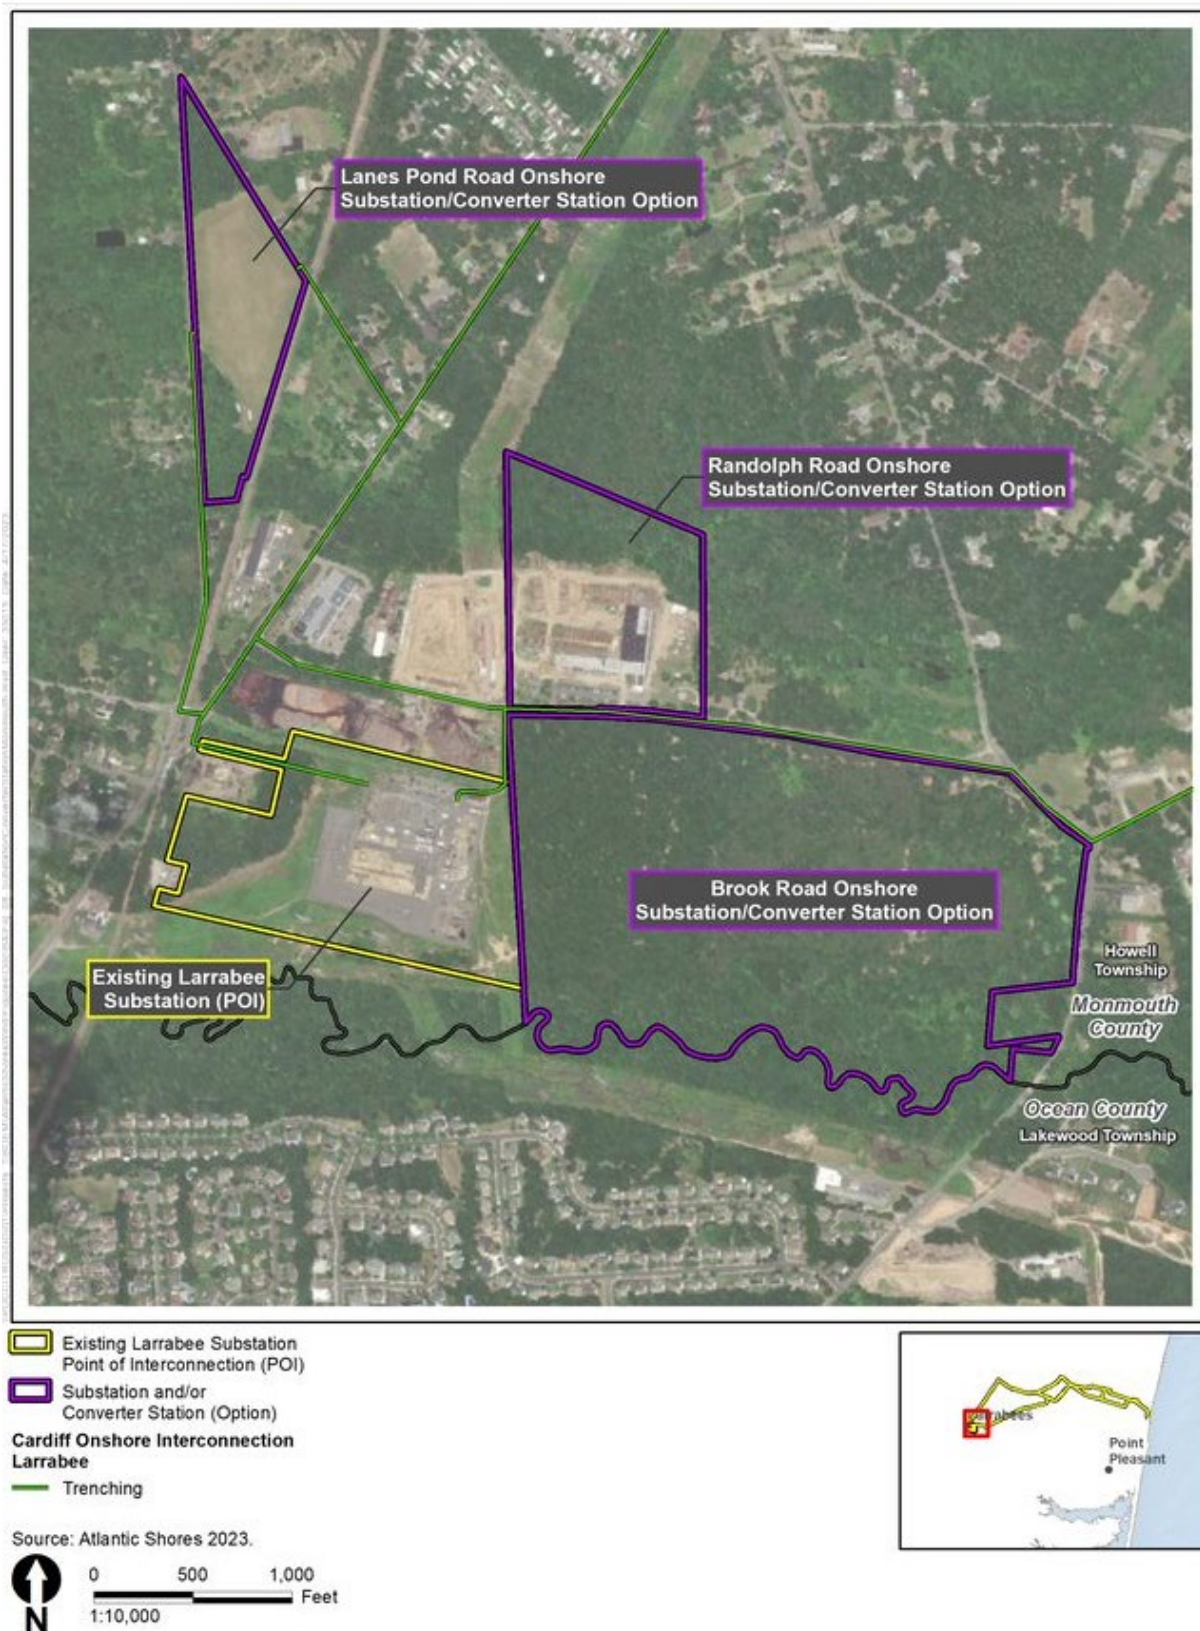 Lanes Pond Road Onshore
Substation/Converter Station Option
Randolph Road Onshore
Substation/Converter Station Option
Brook Road Onshore
Substation/Converter Station Option
Howell
Township
Existing Larrabee
Substation (POI)
Monmouth
County
Ocean County
Lakewood Township
Existing Larrabee Substation
Point of Interconnection (POI)
Substation and/or
Converter Station (Option)
Cardiff Onshore Interconnection
Larrabee
Trenching
Source: Atlantic Shores 2023.
0 500 1,000
Feet
1:10,000
N
Point
Pleasant